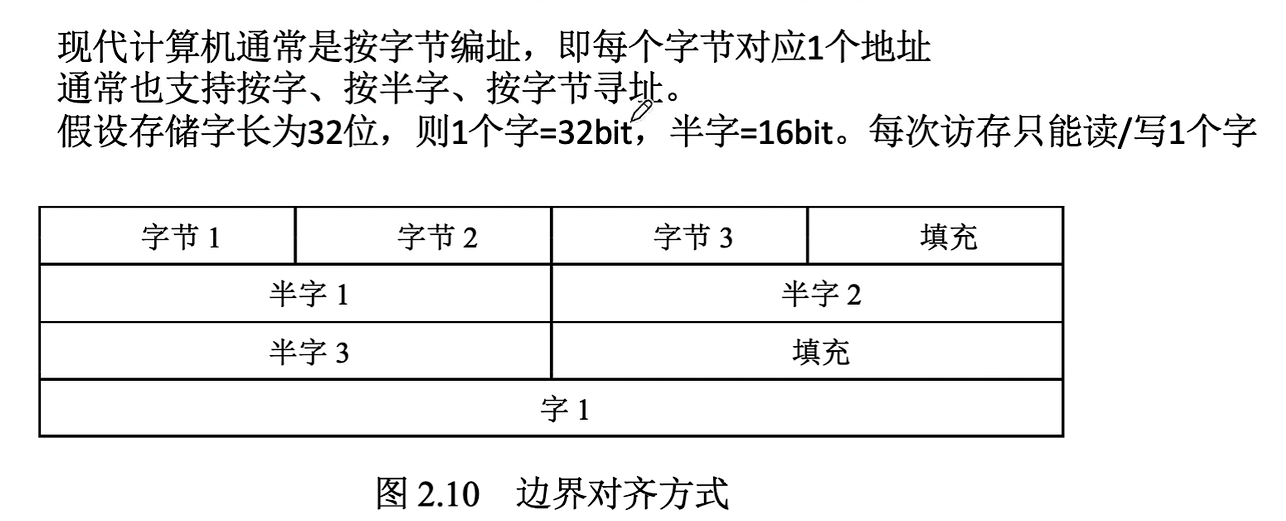 现代计算机通常是按字节编址，即每个字节对应1个地址
通常也支持按字、按半字、按字节寻址。
假设存储字长为32位，则1个字=32bit，半字=16bit。每次访存只能读/写1个字
字节 1 字节 2 字节 3 填充
半字 1 半字 2
半字 3 填充
字 1
图 2.10 边界对齐方式